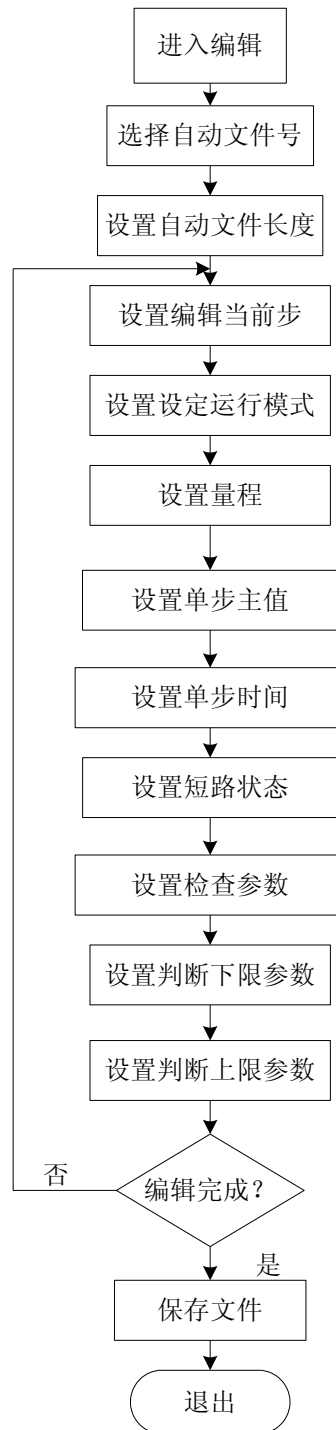 进入编辑
选择自动文件号
设置自动文件长度
设置编辑当前步
设置设定运行模式
设置量程
设置单步主值
设置单步时间
设置短路状态
设置检查参数
设置判断下限参数
设置判断上限参数
否
编辑完成？
是
保存文件
退出